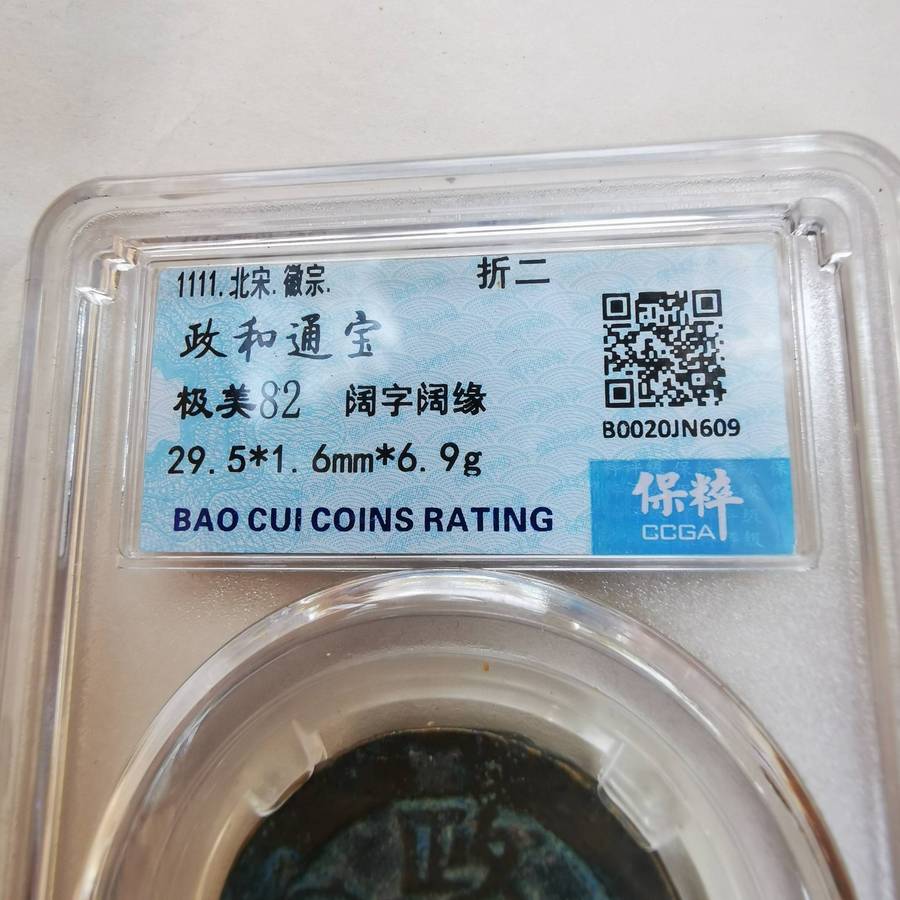 1111.北宋.徽宗.
折二
政和通宝
极美82 阔字阔缘
29.5*1.6mm*6.9g
BAO CUI COINS RATING
B0020JN609
保粹
CCGA
政